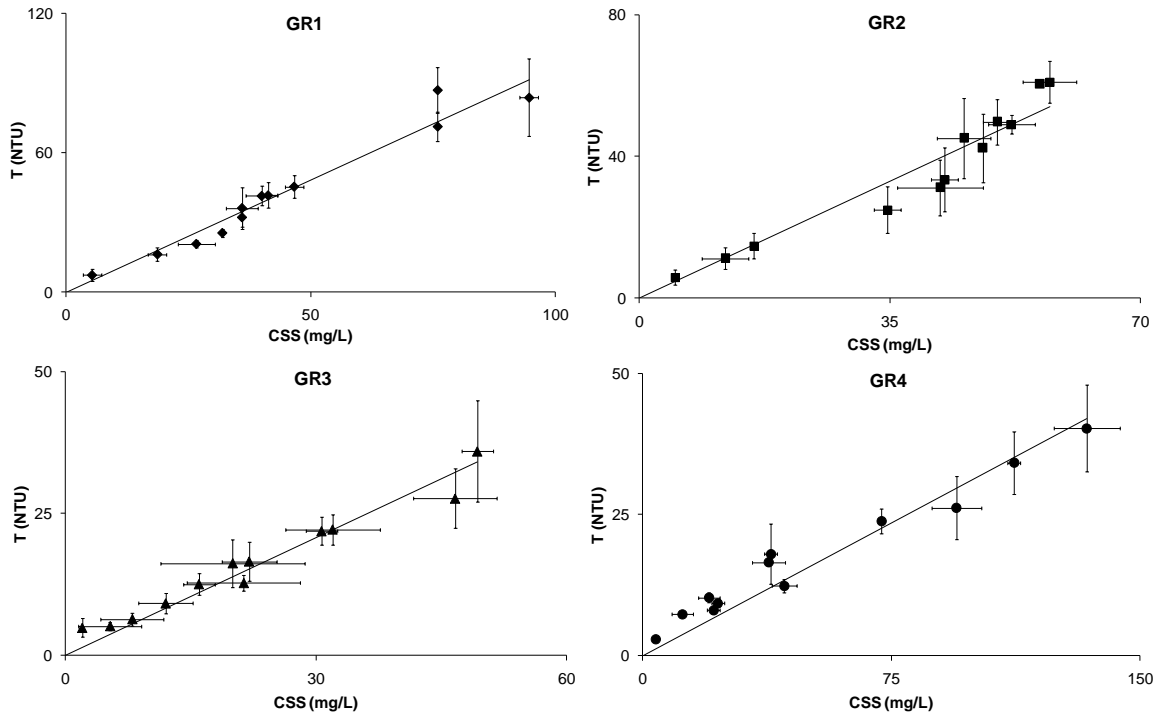 GR1
T (NTU)
120
60
0
0 50 100
CSS (mg/L)
GR2
T (NTU)
80
40
0
0 35 70
CSS (mg/L)
GR3
T (NTU)
50
25
0
0 30 60
CSS (mg/L)
GR4
T (NTU)
50
25
0
0 75 150
CSS (mg/L)